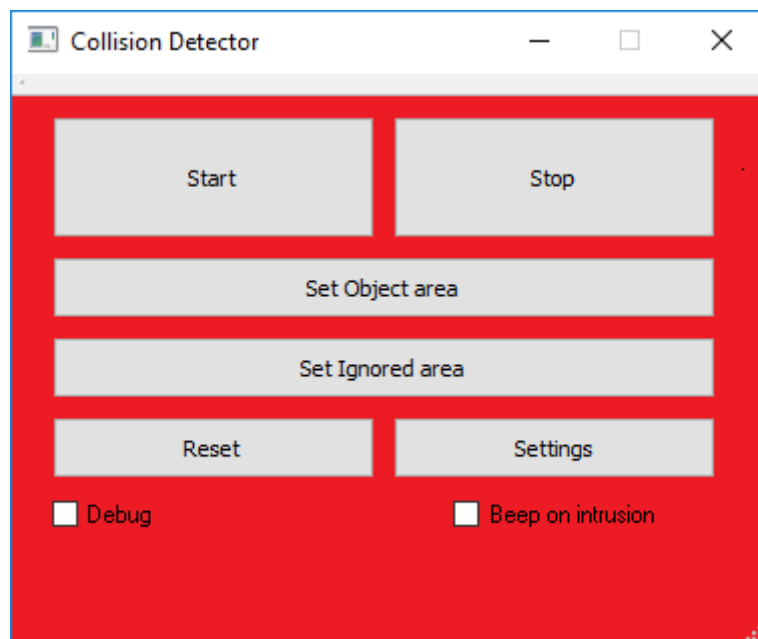 Collision Detector
Start
Stop
Set Object area
Set Ignored area
Reset
Settings
Debug
Beep on intrusion